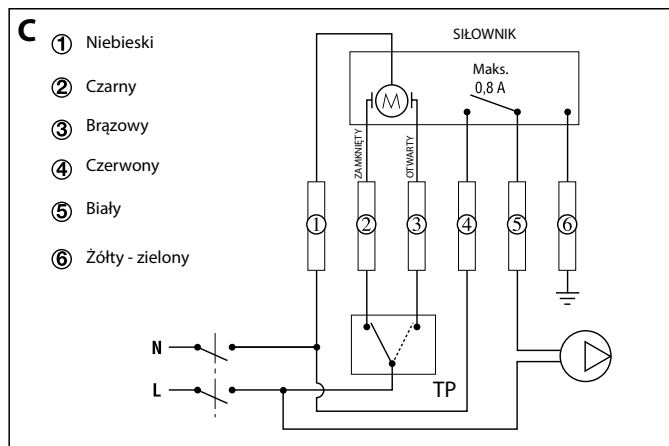 C
① Niebieski
② Czarny
③ Brązowy
④ Czerwony
⑤ Biały
⑥ Żółty - zielony
SIŁOWNIK
Maks.
0,8 A
M
ZAMKNIĘTY
OTWARTY
① ② ③ ④ ⑤ ⑥
N
L
TP